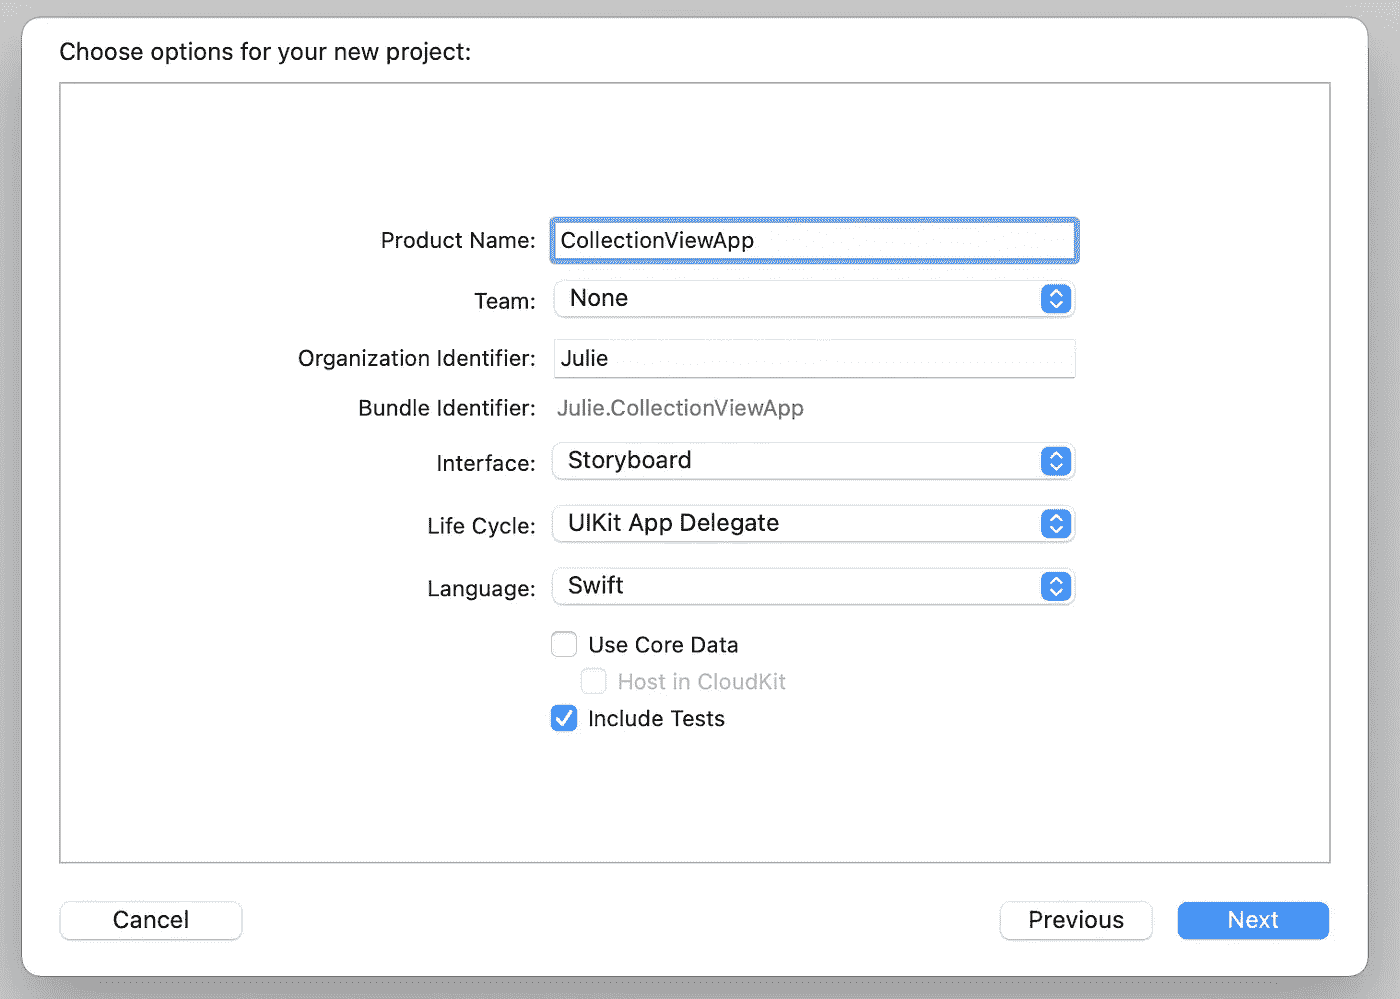 Choose options for your new project:
Product Name: CollectionViewApp
Team: None
Organization Identifier: Julie
Bundle Identifier: Julie.CollectionViewApp
Interface: Storyboard
Life Cycle: UIKit App Delegate
Language: Swift
Use Core Data
Host in CloudKit
Include Tests
Cancel Previous Next